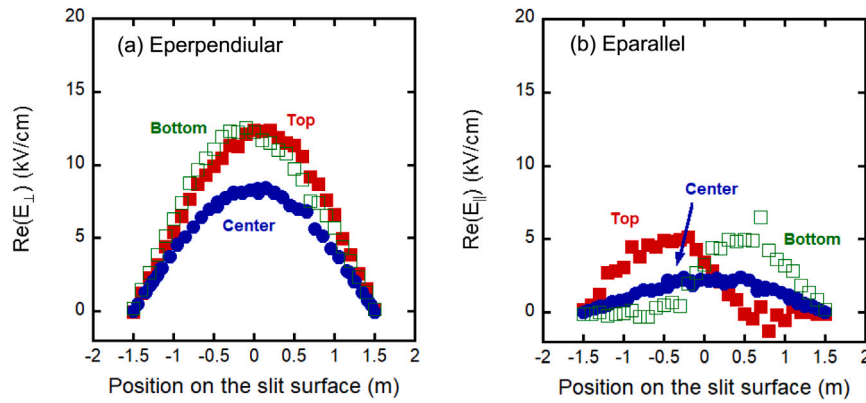 (a) Eperpendiular
Re(E⊥) (kV/cm)
20
15
10
5
0
Bottom
Top
Center
-2 -1.5 -1 -0.5 0 0.5 1 1.5 2
Position on the slit surface (m)
(b) Eparallel
Re(E∥) (kV/cm)
20
15
10
5
0
Center
Top
Bottom
-2 -1.5 -1 -0.5 0 0.5 1 1.5 2
Position on the slit surface (m)